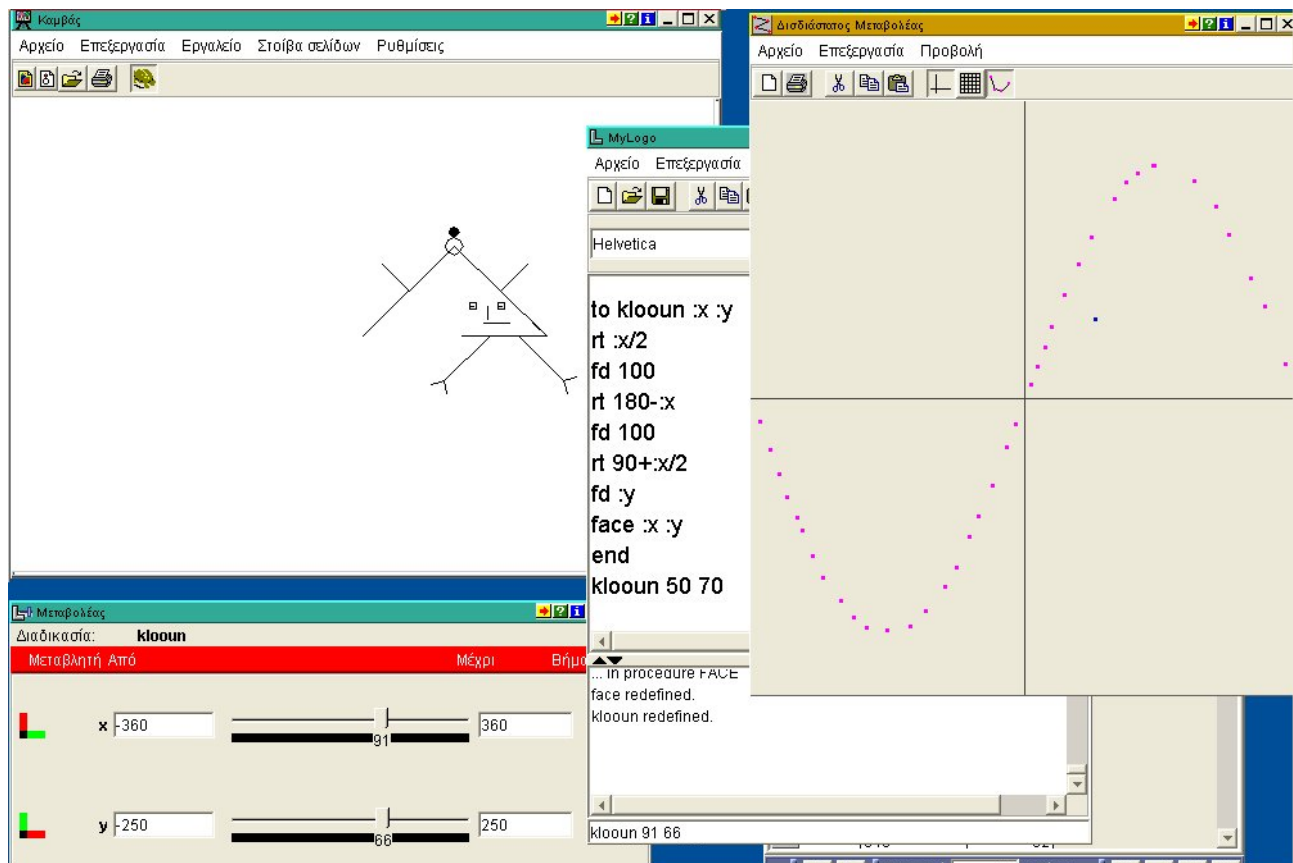 Καμβάς
Αρχείο Επεξεργασία Εργαλείο Στοίβα σελίδων Ρυθμίσεις
Δισδιάστατος Μεταβολέας
Αρχείο Επεξεργασία Προβολή
MyLogo
Αρχείο Επεξεργασία
Helvetica
to klooun :x :y
rt :x/2
fd 100
rt 180-:x
fd 100
rt 90+:x/2
fd :y
face :x :y
end
klooun 50 70
... in procedure FACE
face redefined.
klooun redefined.
klooun 91 66
Μεταβολέας
Διαδικασία: klooun
Μεταβλητή Από Μέχρι Βήμα
x -360 360
91
y -250 250
66